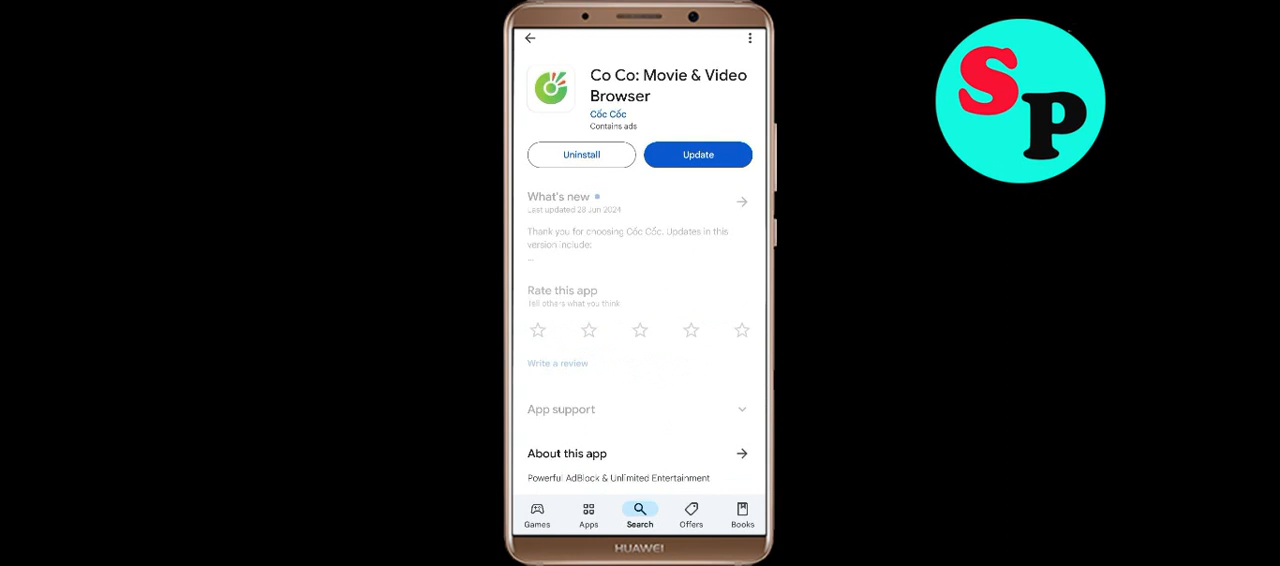 Co Co: Movie & Video
Browser
Cốc Cốc
Contains ads
Uninstall
Update
What's new
Last updated 28 Jun 2024
Thank you for choosing Cốc Cốc. Updates in this
version include:
...
Rate this app
Tell others what you think
Write a review
App support
About this app
Powerful AdBlock & Unlimited Entertainment
Games
Apps
Search
Offers
Books
HUAWEI
SP